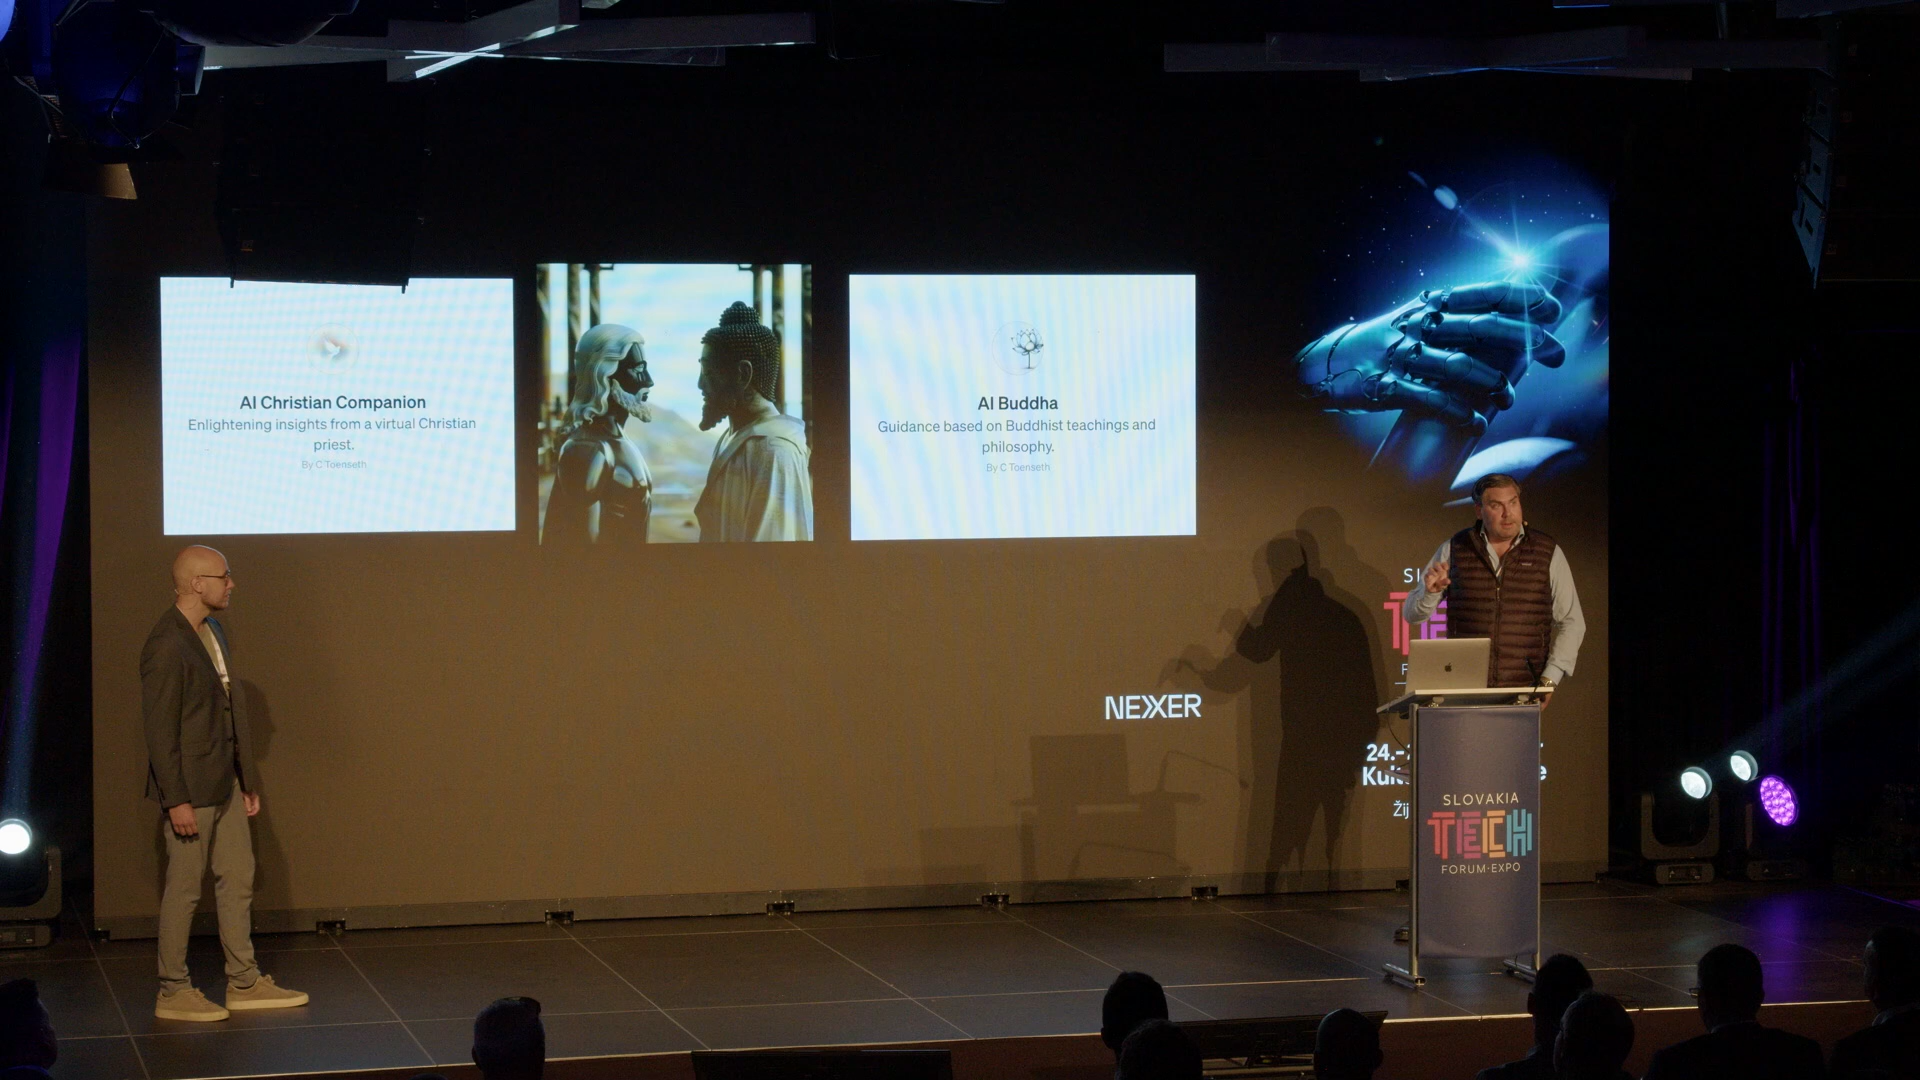 AI Christian Companion
Enlightening insights from a virtual Christian
priest.
By C Toenseth
AI Buddha
Guidance based on Buddhist teachings and
philosophy.
By C Toenseth
NEXER
24.-
SLOVAKIA
TECH
FORUM·EXPO